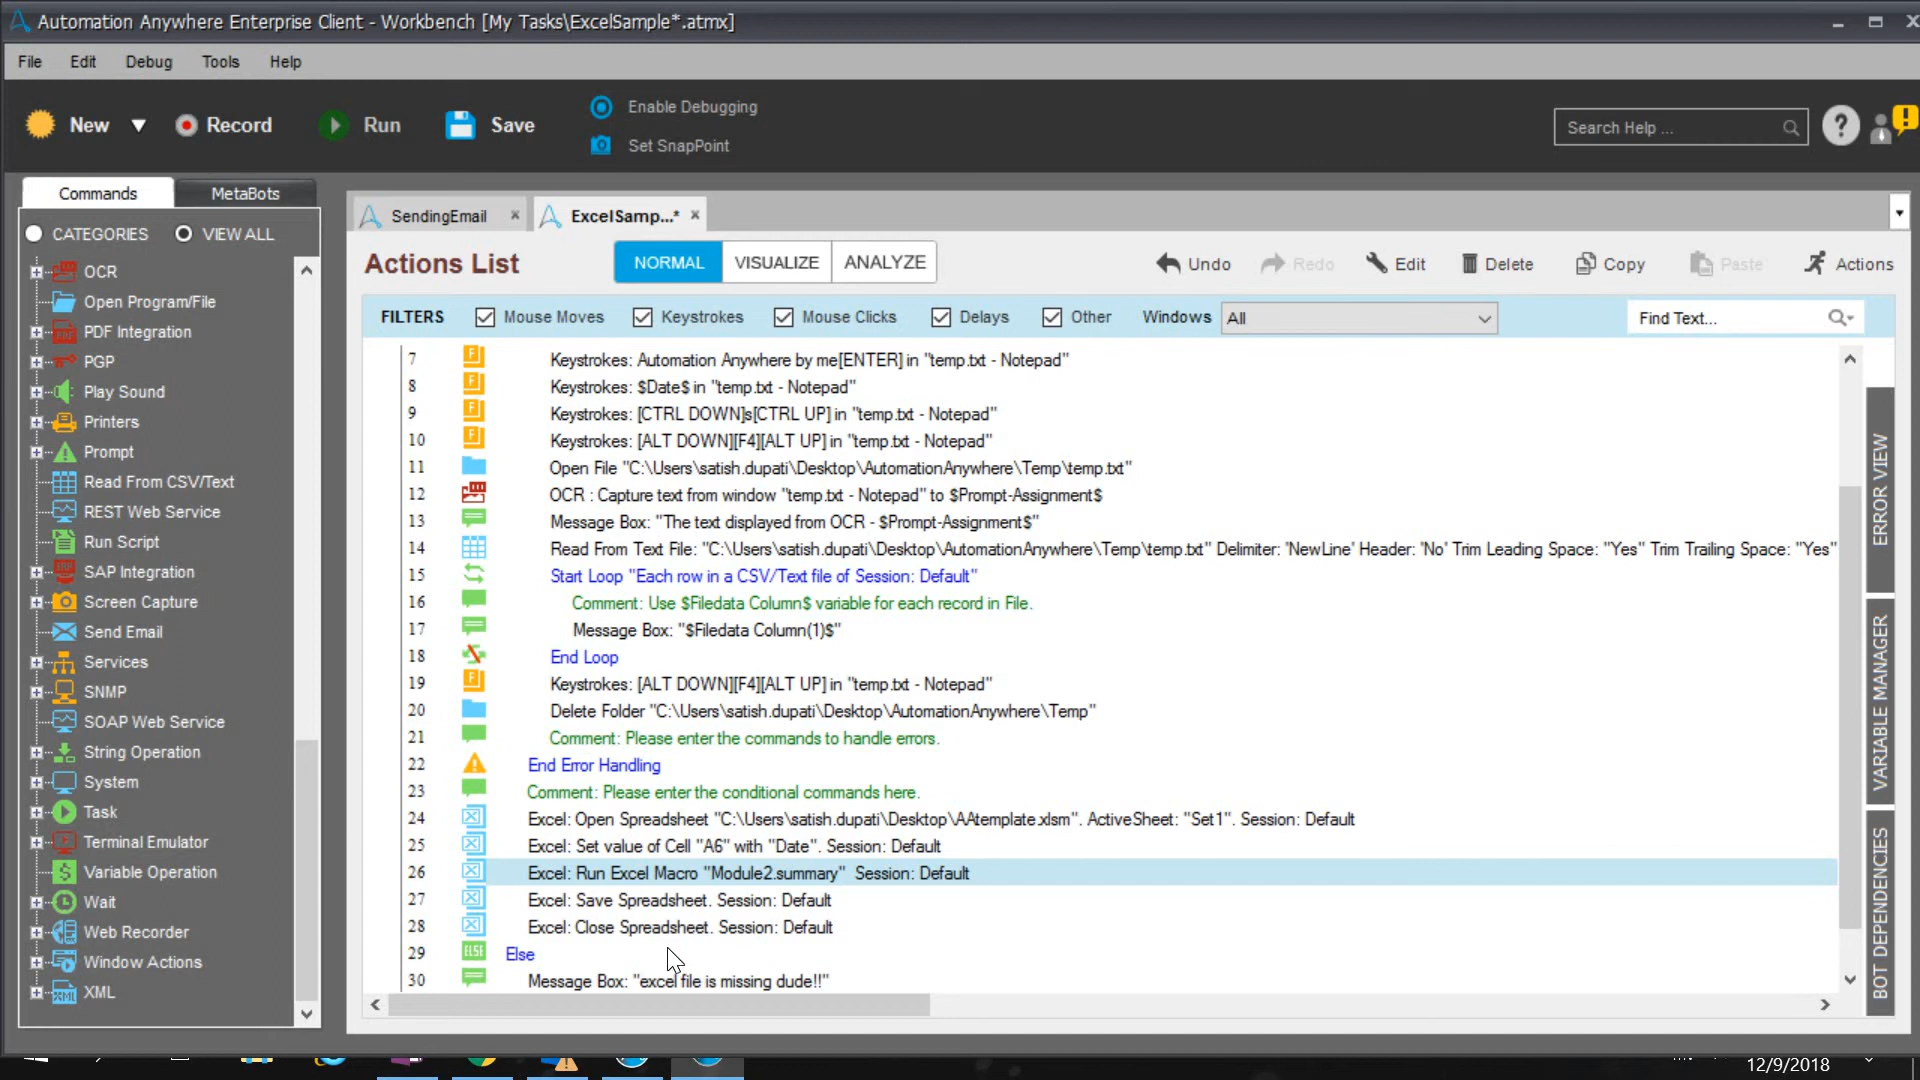 Automation Anywhere Enterprise Client - Workbench [My Tasks\ExcelSample*.atmx]
File Edit Debug Tools Help
New Record Run Save
Enable Debugging
Set SnapPoint
Search Help ...
Commands MetaBots
CATEGORIES VIEW ALL
OCR
Open Program/File
PDF Integration
PGP
Play Sound
Printers
Prompt
Read From CSV/Text
REST Web Service
Run Script
SAP Integration
Screen Capture
Send Email
Services
SNMP
SOAP Web Service
String Operation
System
Task
Terminal Emulator
Variable Operation
Wait
Web Recorder
Window Actions
XML
SendingEmail ExcelSamp...*
Actions List NORMAL VISUALIZE ANALYZE Undo Redo Edit Delete Copy Paste Actions
FILTERS Mouse Moves Keystrokes Mouse Clicks Delays Other Windows All Find Text...
7 Keystrokes: Automation Anywhere by me[ENTER] in "temp.txt - Notepad"
8 Keystrokes: $Date$ in "temp.txt - Notepad"
9 Keystrokes: [CTRL DOWN]s[CTRL UP] in "temp.txt - Notepad"
10 Keystrokes: [ALT DOWN][F4][ALT UP] in "temp.txt - Notepad"
11 Open File "C:\Users\satish.dupati\Desktop\AutomationAnywhere\Temp\temp.txt"
12 OCR : Capture text from window "temp.txt - Notepad" to $Prompt-Assignment$
13 Message Box: "The text displayed from OCR - $Prompt-Assignment$"
14 Read From Text File: "C:\Users\satish.dupati\Desktop\AutomationAnywhere\Temp\temp.txt" Delimiter: 'NewLine' Header: 'No' Trim Leading Space: "Yes" Trim Trailing Space: "Yes"
15 Start Loop "Each row in a CSV/Text file of Session: Default"
16 Comment: Use $Filedata Column$ variable for each record in File.
17 Message Box: "$Filedata Column(1)$"
18 End Loop
19 Keystrokes: [ALT DOWN][F4][ALT UP] in "temp.txt - Notepad"
20 Delete Folder "C:\Users\satish.dupati\Desktop\AutomationAnywhere\Temp"
21 Comment: Please enter the commands to handle errors.
22 End Error Handling
23 Comment: Please enter the conditional commands here.
24 Excel: Open Spreadsheet "C:\Users\satish.dupati\Desktop\AAtemplate.xlsm". ActiveSheet: "Set1". Session: Default
25 Excel: Set value of Cell "A6" with "Date". Session: Default
26 Excel: Run Excel Macro "Module2.summary" Session: Default
27 Excel: Save Spreadsheet. Session: Default
28 Excel: Close Spreadsheet. Session: Default
29 ELSE Else
30 Message Box: "excel file is missing dude!!"
ERROR VIEW
VARIABLE MANAGER
BOT DEPENDENCIES
12/9/2018